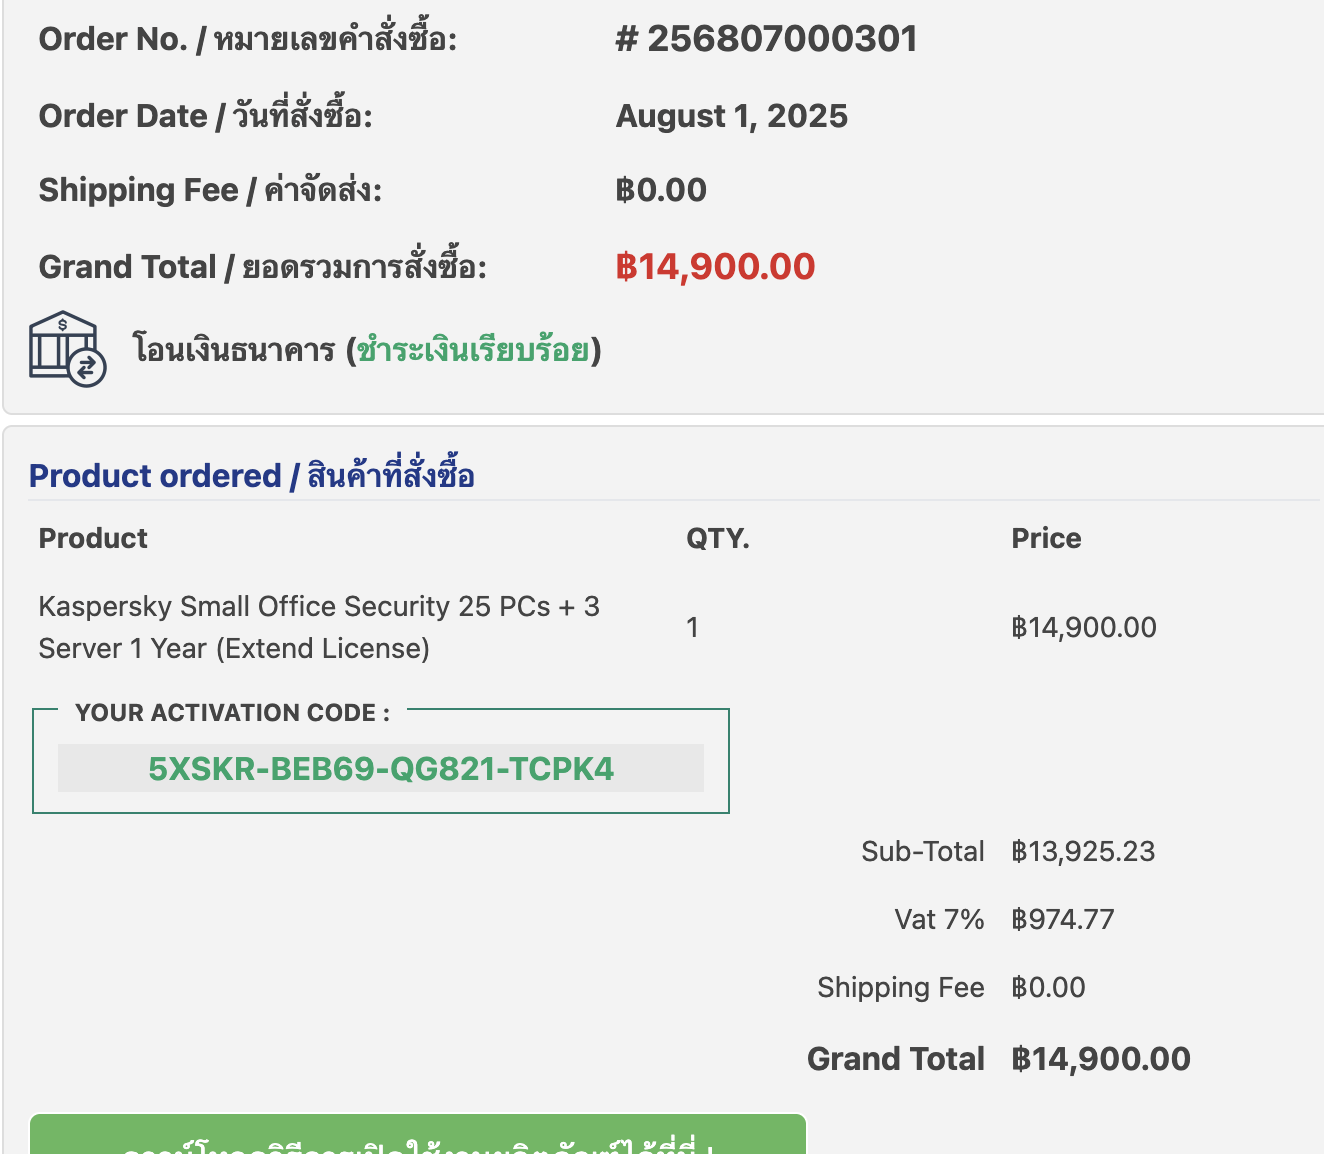 Order No. / หมายเลขคำสั่งซื้อ: # 256807000301
Order Date / วันที่สั่งซื้อ: August 1, 2025
Shipping Fee / ค่าจัดส่ง: ฿0.00
Grand Total / ยอดรวมการสั่งซื้อ: ฿14,900.00
$
โอนเงินธนาคาร (ชำระเงินเรียบร้อย)
Product ordered / สินค้าที่สั่งซื้อ
Product QTY. Price
Kaspersky Small Office Security 25 PCs + 3
Server 1 Year (Extend License) 1 ฿14,900.00
YOUR ACTIVATION CODE :
5XSKR-BEB69-QG821-TCPK4
Sub-Total ฿13,925.23
Vat 7% ฿974.77
Shipping Fee ฿0.00
Grand Total ฿14,900.00